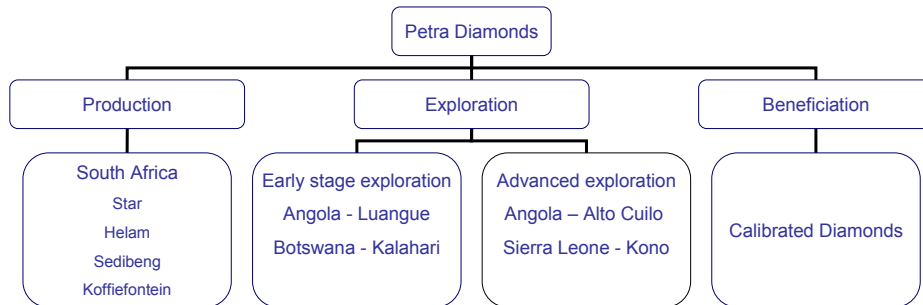 Petra Diamonds
Production
Exploration
Beneficiation
South Africa
Star
Helam
Sedibeng
Koffiefontein
Early stage exploration
Angola - Luangue
Botswana - Kalahari
Advanced exploration
Angola – Alto Cuilo
Sierra Leone - Kono
Calibrated Diamonds